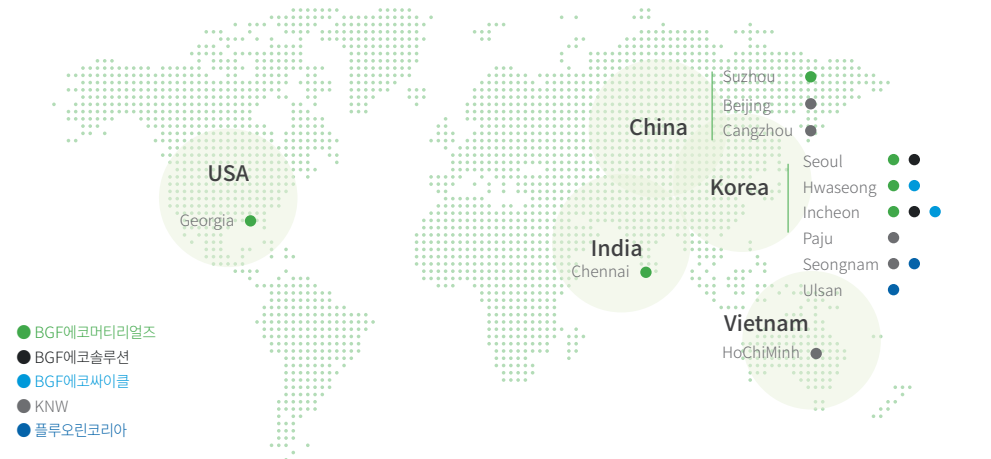 USA
Georgia
China
Suzhou
Beijing
Cangzhou
Korea
Seoul
Hwaseong
Incheon
Paju
Seongnam
Ulsan
India
Chennai
Vietnam
HoChiMinh
BGF에코머티리얼즈
BGF에코솔루션
BGF에코싸이클
KNW
플루오린코리아